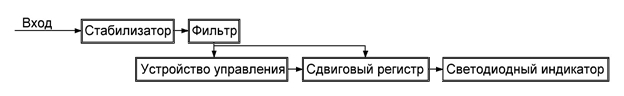 Вход
Стабилизатор
Фильтр
Устройство управления
Сдвиговый регистр
Светодиодный индикатор